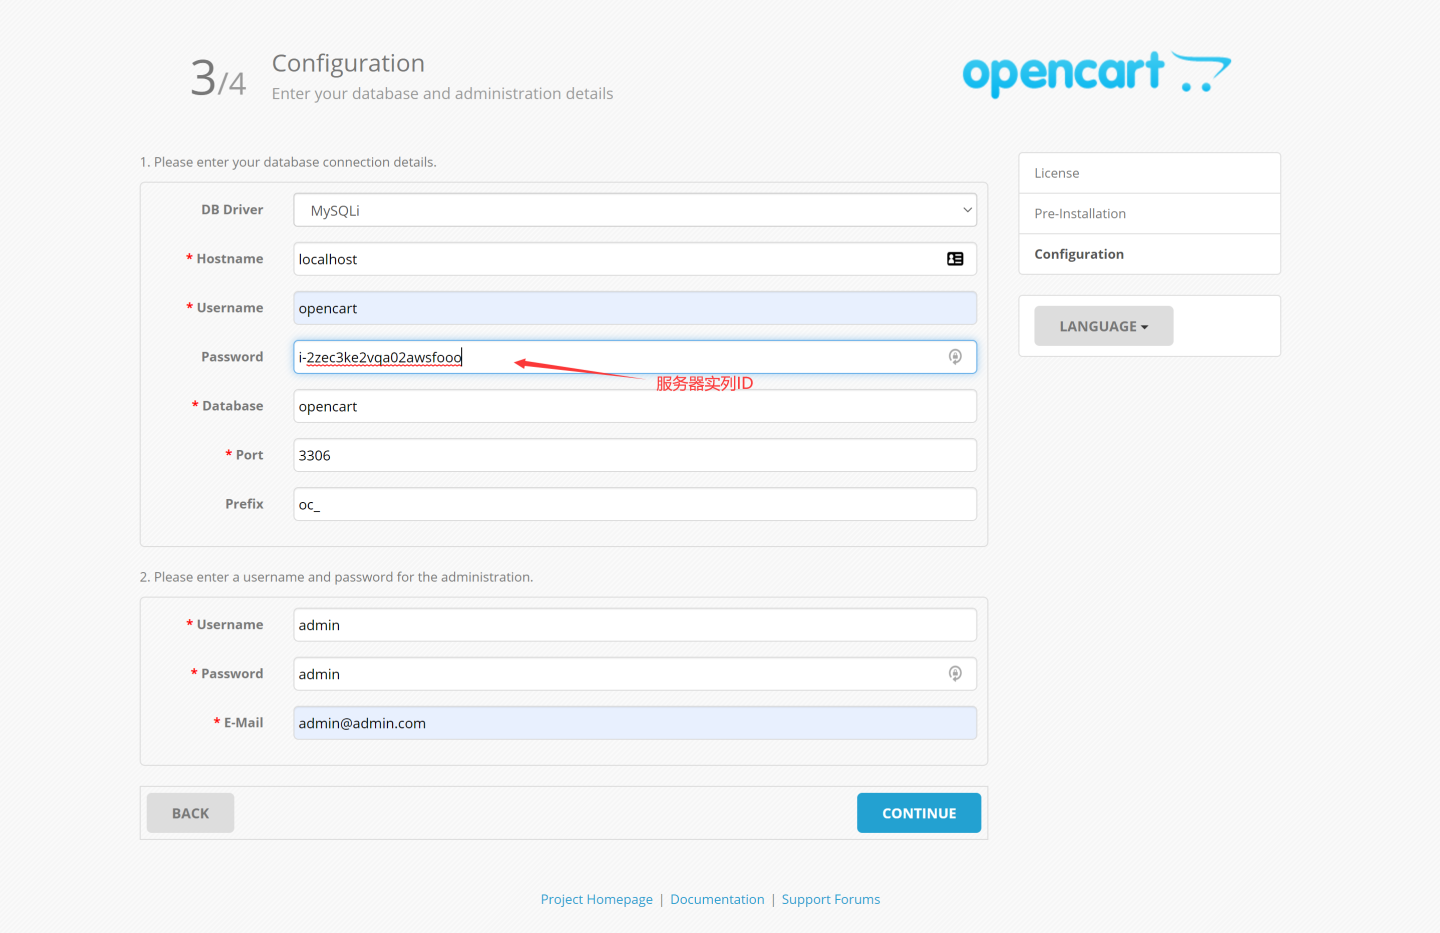 3/4
Configuration
Enter your database and administration details
opencart
1. Please enter your database connection details.
DB Driver MySQLi
* Hostname localhost
* Username opencart
Password i-2zec3ke2vqa02awsfooo
服务器实列ID
* Database opencart
* Port 3306
Prefix oc_
2. Please enter a username and password for the administration.
* Username admin
* Password admin
* E-Mail admin@admin.com
BACK CONTINUE
License
Pre-Installation
Configuration
LANGUAGE
Project Homepage | Documentation | Support Forums